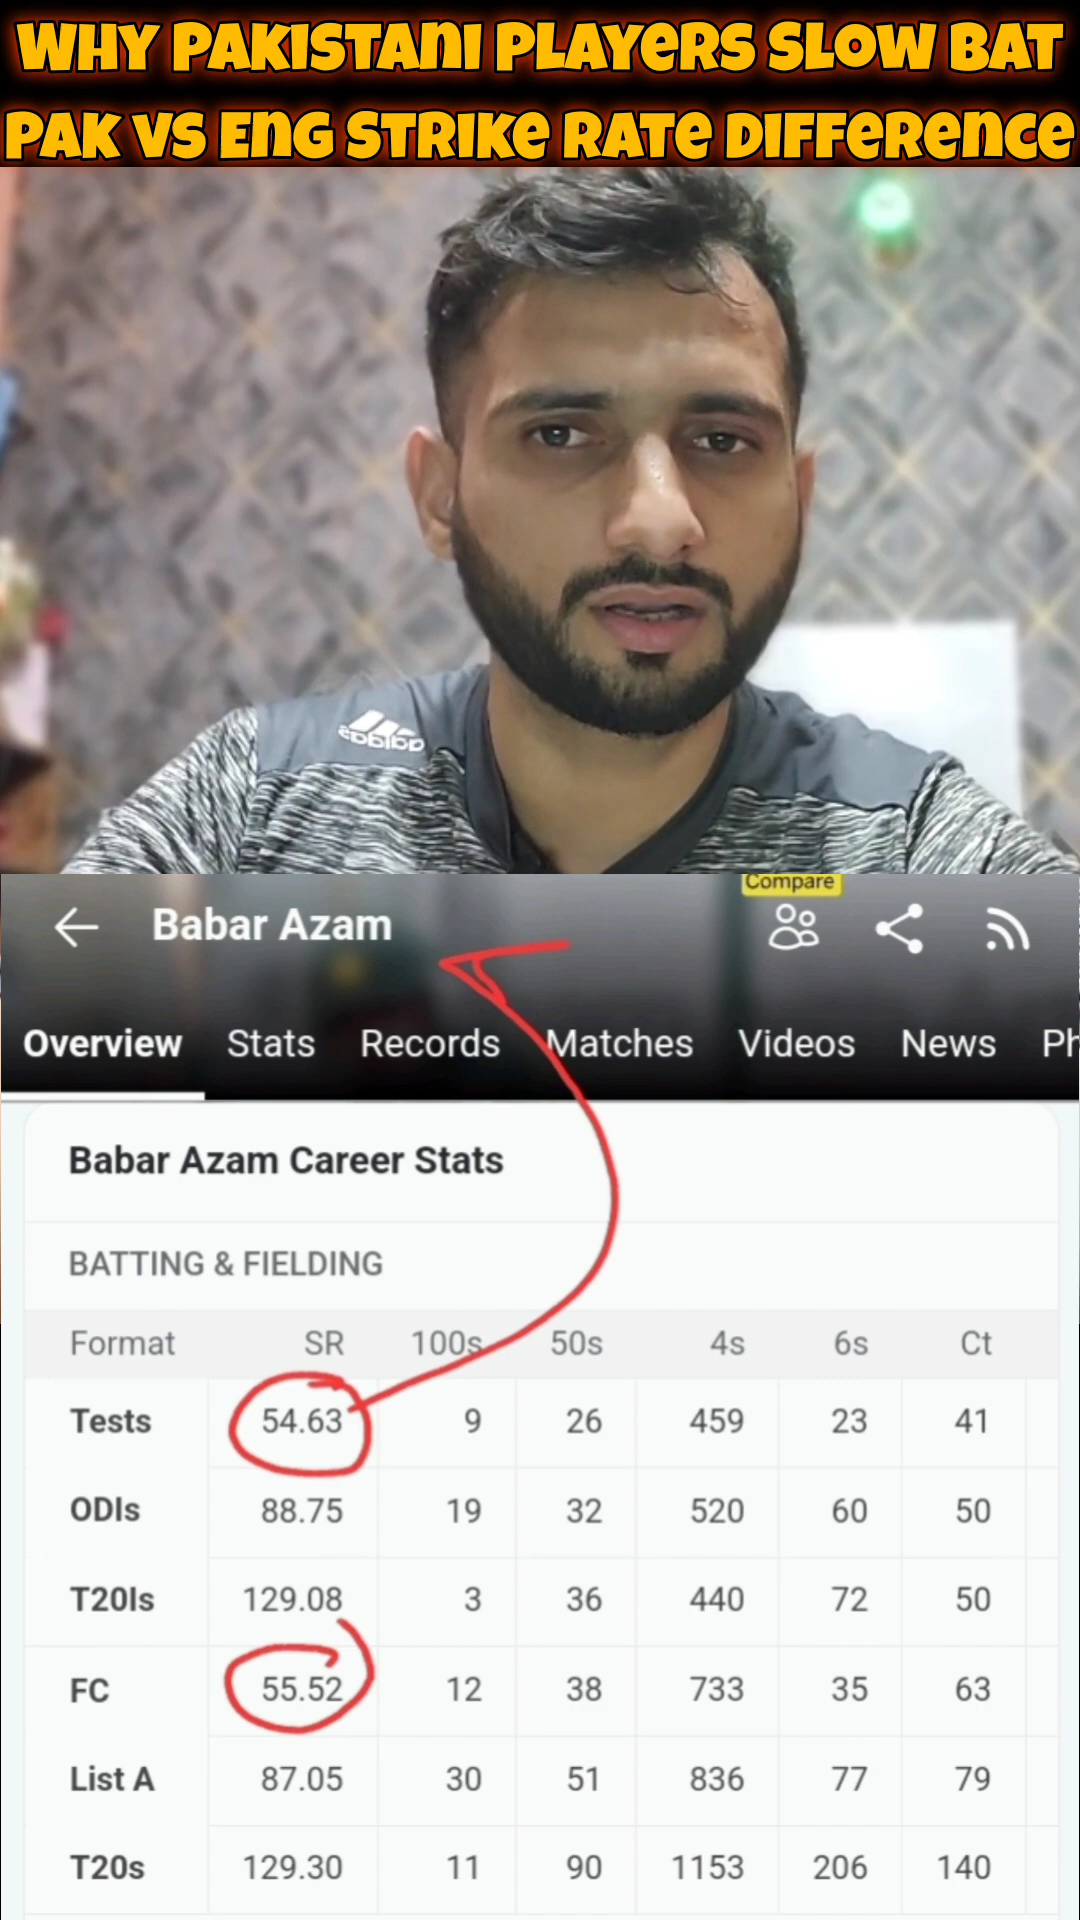 WHY PAKISTANI PLAYERS SLOW BAT
PAK VS ENG STRIKE RATE DIFFERENCE
adidas
Compare
Babar Azam
Overview Stats Records Matches Videos News Ph
Babar Azam Career Stats
BATTING & FIELDING
Format SR 100s 50s 4s 6s Ct
Tests 54.63 9 26 459 23 41
ODIs 88.75 19 32 520 60 50
T20Is 129.08 3 36 440 72 50
FC 55.52 12 38 733 35 63
List A 87.05 30 51 836 77 79
T20s 129.30 11 90 1153 206 140